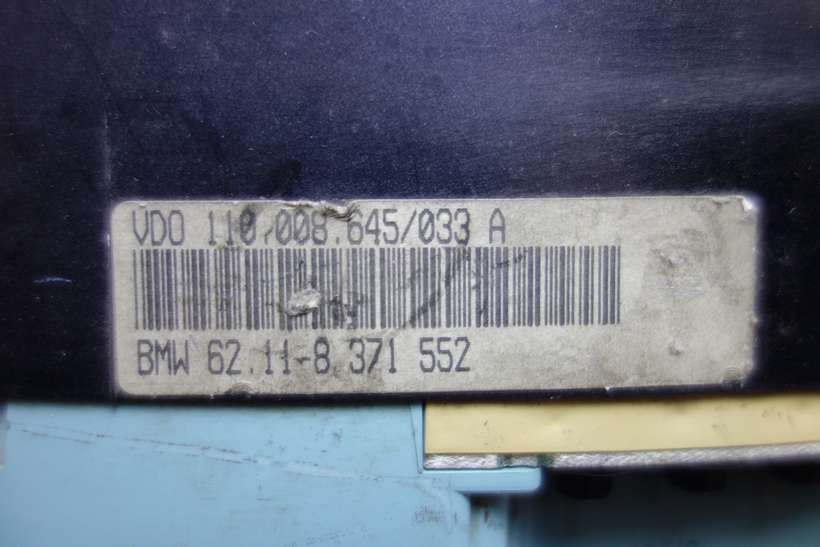 VDO 110.008.645/033 A
BMW 62.11-8 371 552